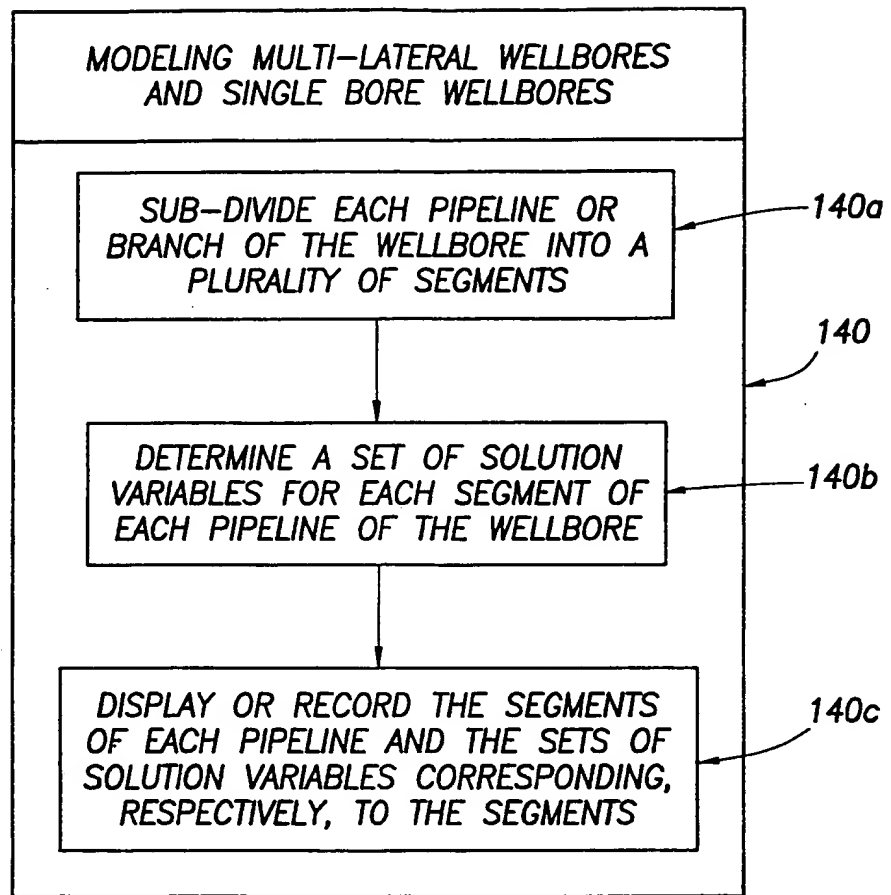 MODELING MULTI-LATERAL WELLBORES
AND SINGLE BORE WELLBORES
SUB-DIVIDE EACH PIPELINE OR
BRANCH OF THE WELLBORE INTO A
PLURALITY OF SEGMENTS
140a
140
DETERMINE A SET OF SOLUTION
VARIABLES FOR EACH SEGMENT OF
EACH PIPELINE OF THE WELLBORE
140b
DISPLAY OR RECORD THE SEGMENTS
OF EACH PIPELINE AND THE SETS OF
SOLUTION VARIABLES CORRESPONDING,
RESPECTIVELY, TO THE SEGMENTS
140c